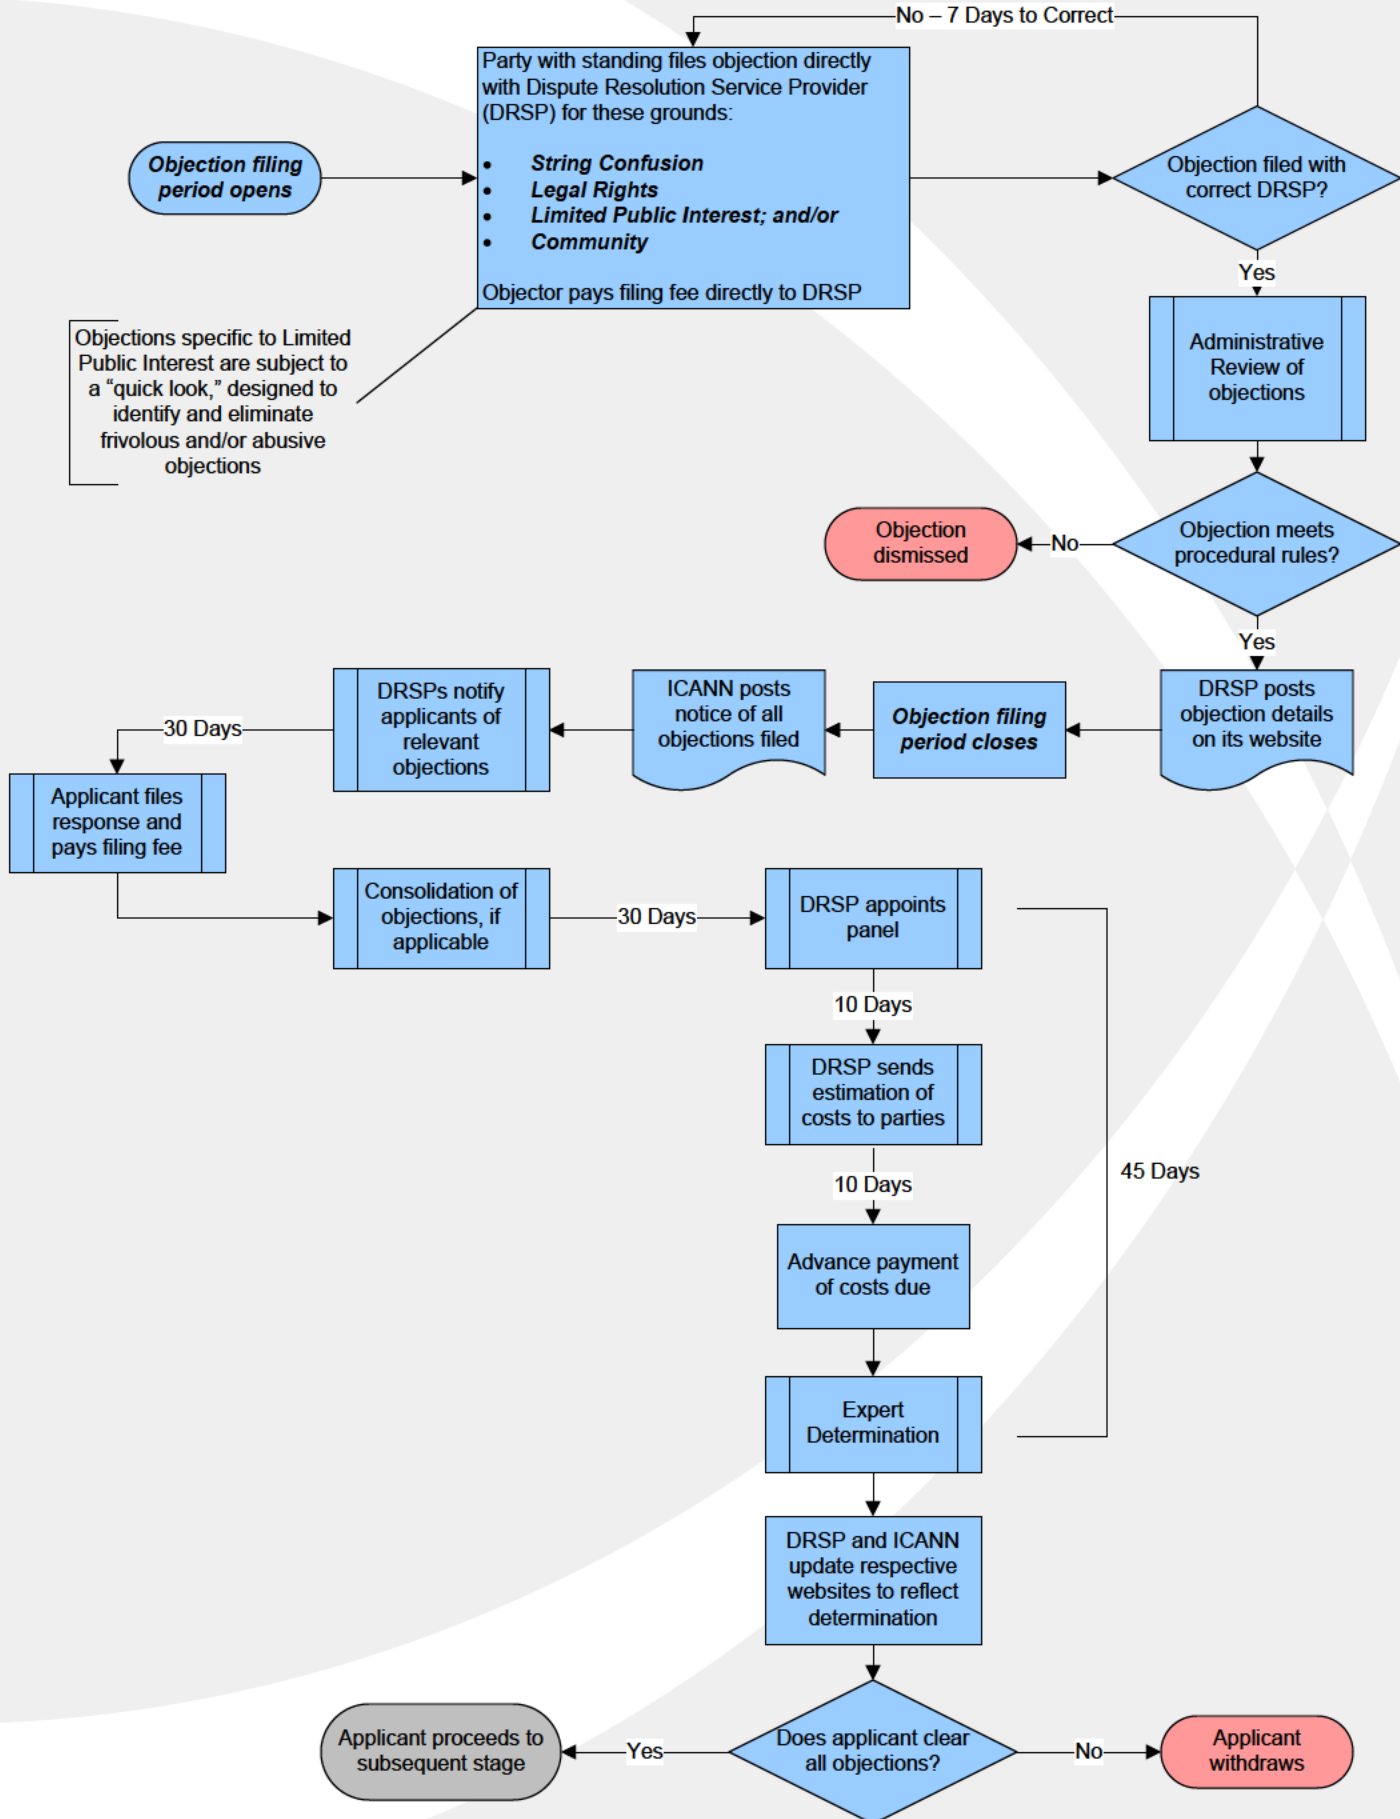 No – 7 Days to Correct
Party with standing files objection directly
with Dispute Resolution Service Provider
(DRSP) for these grounds:
• String Confusion
• Legal Rights
• Limited Public Interest; and/or
• Community
Objector pays filing fee directly to DRSP
Objection filing
period opens
Objection filed with
correct DRSP?
Yes
Objections specific to Limited
Public Interest are subject to
a “quick look,” designed to
identify and eliminate
frivolous and/or abusive
objections
Administrative
Review of
objections
Objection meets
procedural rules?
No
Objection
dismissed
Yes
DRSP posts
objection details
on its website
Objection filing
period closes
ICANN posts
notice of all
objections filed
DRSPs notify
applicants of
relevant
objections
30 Days
Applicant files
response and
pays filing fee
Consolidation of
objections, if
applicable
30 Days
DRSP appoints
panel
10 Days
DRSP sends
estimation of
costs to parties
10 Days
45 Days
Advance payment
of costs due
Expert
Determination
DRSP and ICANN
update respective
websites to reflect
determination
Does applicant clear
all objections?
Yes
Applicant proceeds to
subsequent stage
No
Applicant
withdraws